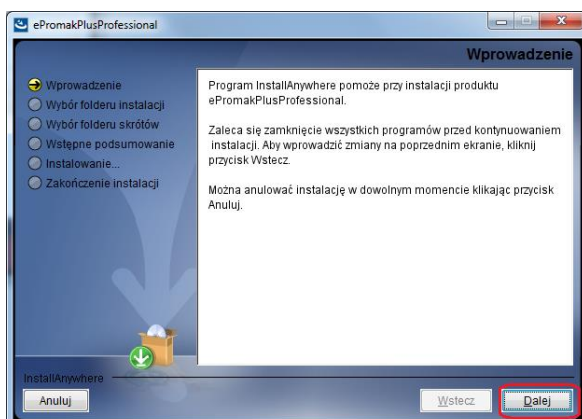 ePromakPlusProfessional
Wprowadzenie
Wprowadzenie
Wybór folderu instalacji
Wybór folderu skrótów
Wstępne podsumowanie
Instalowanie...
Zakończenie instalacji
Program InstallAnywhere pomoże przy instalacji produktu
ePromakPlusProfessional.
Zaleca się zamknięcie wszystkich programów przed kontynuowaniem
instalacji. Aby wprowadzić zmiany na poprzednim ekranie, kliknij
przycisk Wstecz.
Można anulować instalację w dowolnym momencie klikając przycisk
Anuluj.
InstallAnywhere
Anuluj
Wstecz
Dalej